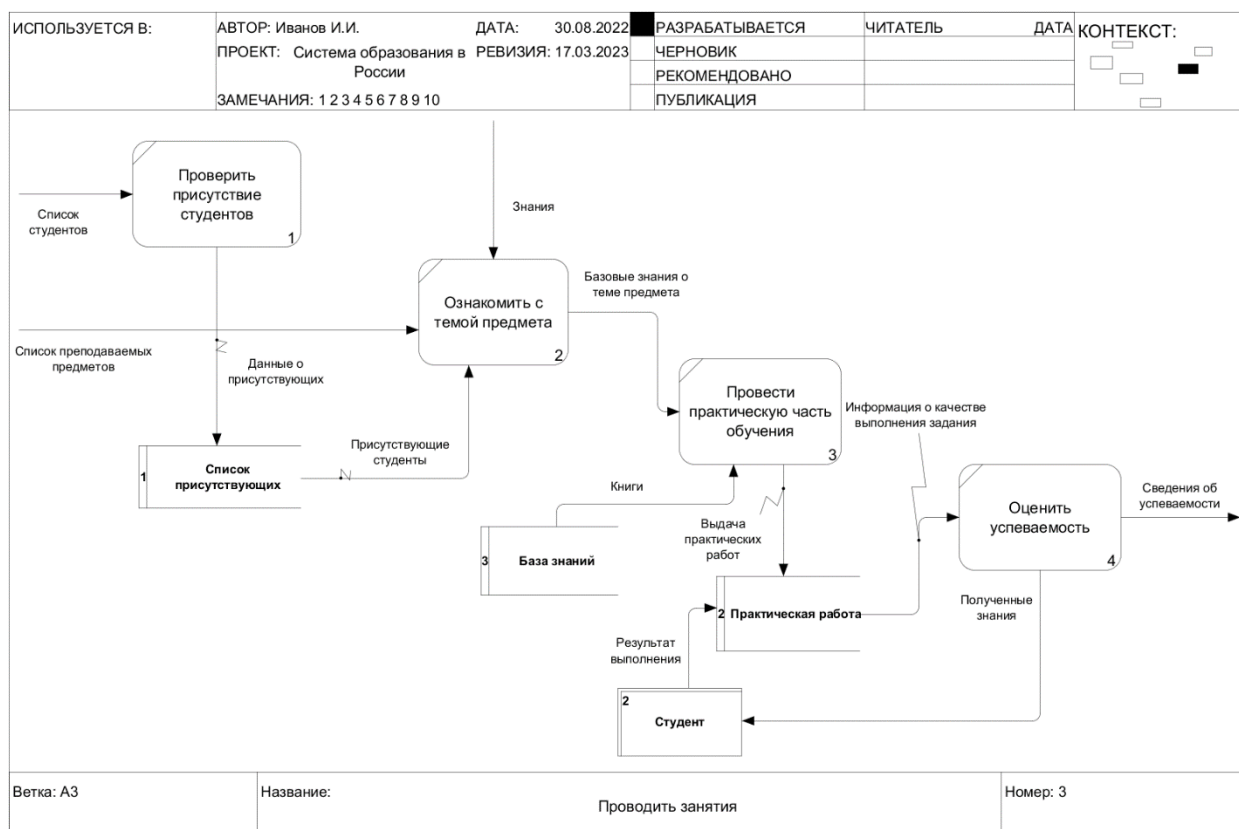 ИСПОЛЬЗУЕТСЯ В:
АВТОР: Иванов И.И.
ДАТА: 30.08.2022
РАЗРАБАТЫВАЕТСЯ
ЧИТАТЕЛЬ
ДАТА
КОНТЕКСТ:
ПРОЕКТ: Система образования в
России
РЕВИЗИЯ: 17.03.2023
ЧЕРНОВИК
РЕКОМЕНДОВАНО
ЗАМЕЧАНИЯ: 1 2 3 4 5 6 7 8 9 10
ПУБЛИКАЦИЯ
Проверить
присутствие
студентов
1
Список
студентов
Знания
Ознакомить с
темой предмета
2
Базовые знания о
теме предмета
Список преподаваемых
предметов
Данные о
присутствующих
Провести
практическую часть
обучения
3
Информация о качестве
выполнения задания
1
Список
присутствующих
Присутствующие
студенты
Книги
3
База знаний
Выдача
практических
работ
Оценить
успеваемость
4
Сведения об
успеваемости
2
Практическая работа
Полученные
знания
Результат
выполнения
2
Студент
Ветка: A3
Название:
Проводить занятия
Номер: 3